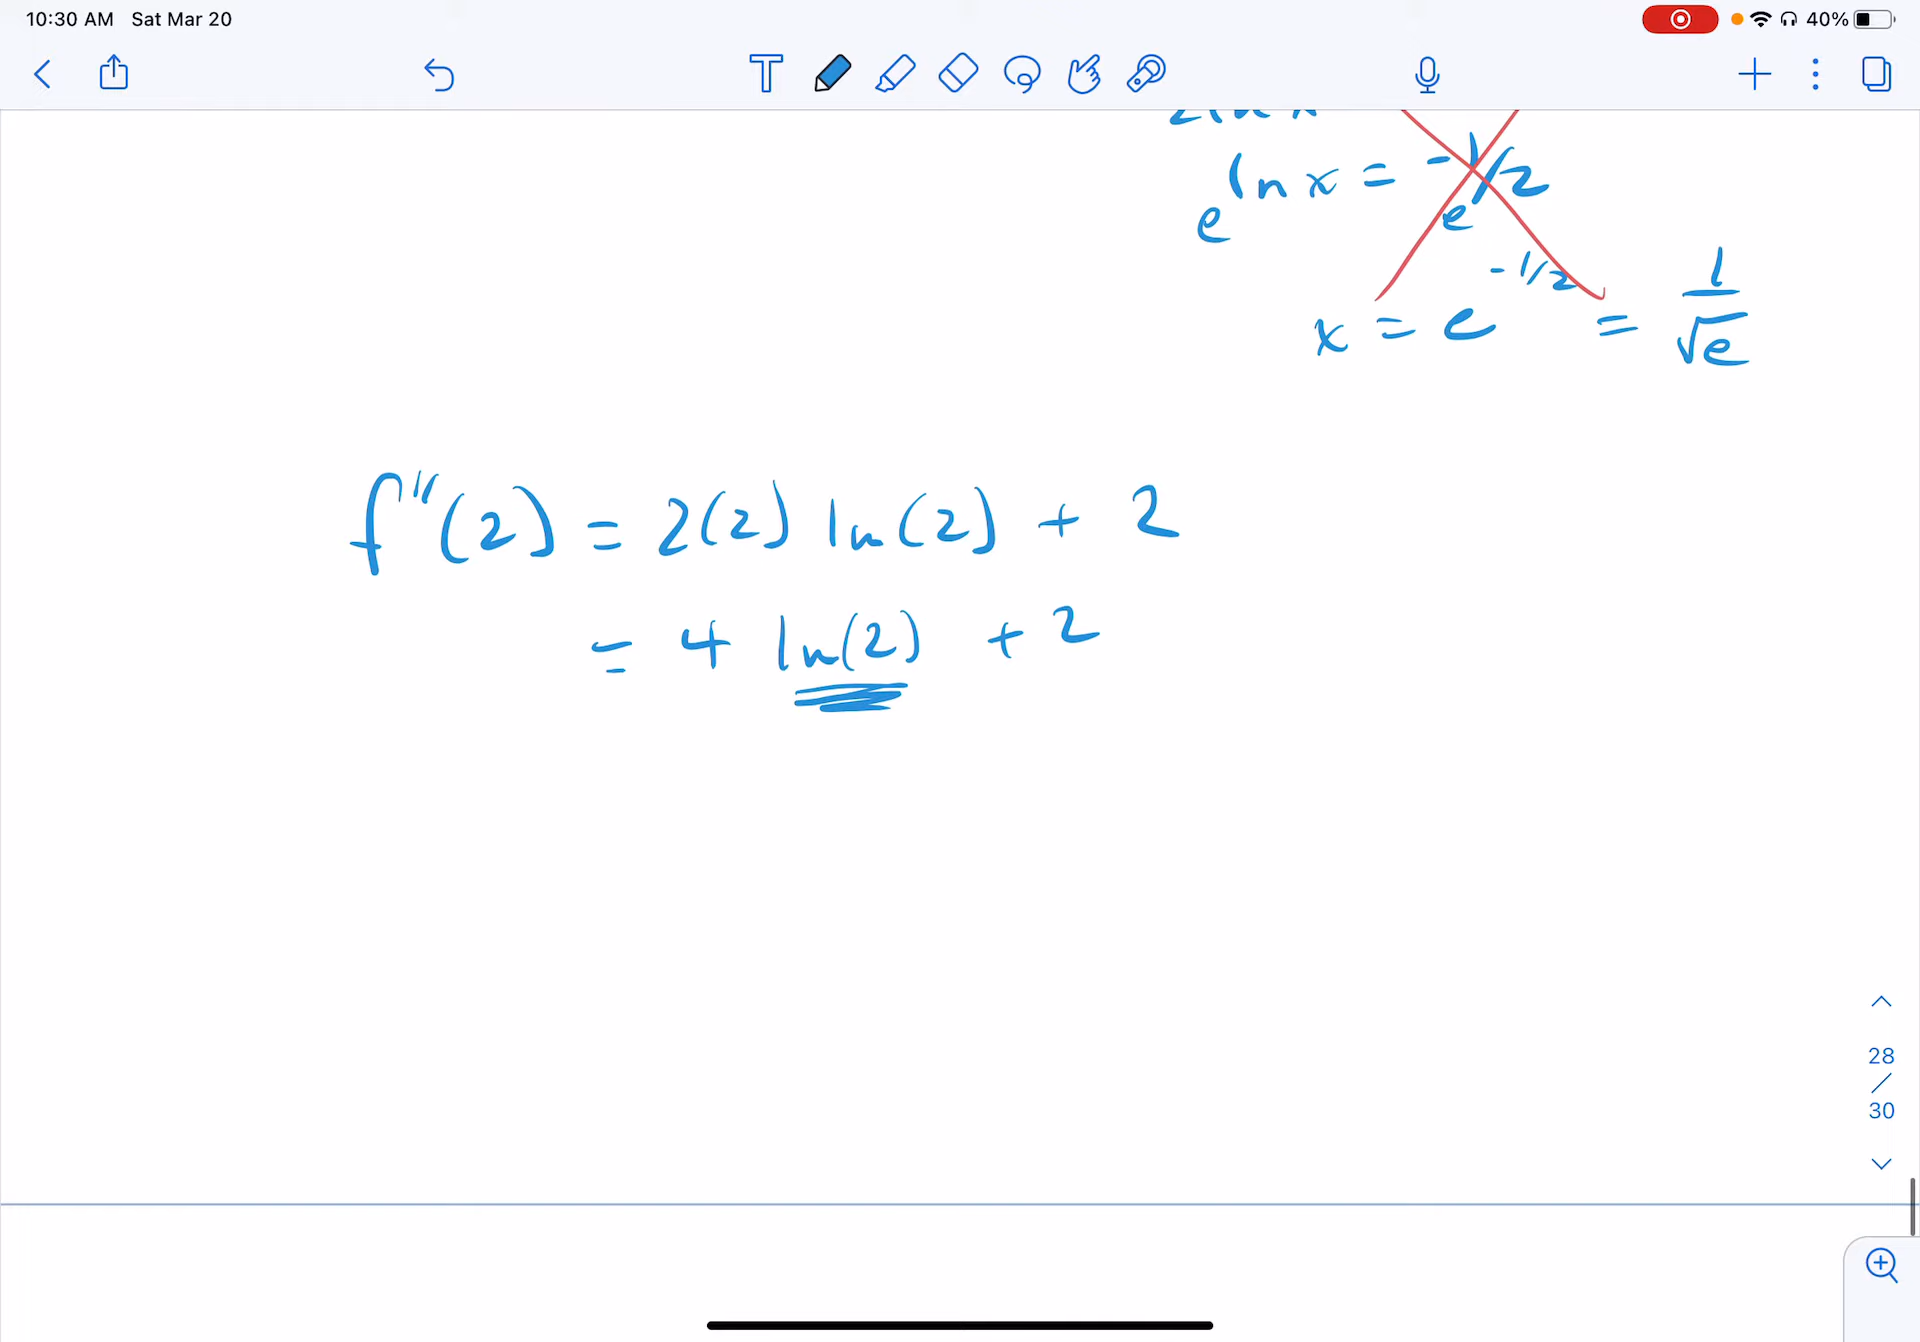 10:30 AM Sat Mar 20
40%
ln x = -1/2
e e
x = e^{-1/2} = 1/√e
f''(2) = 2(2) ln(2) + 2
= 4 ln(2) + 2
28
/
30